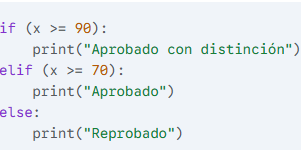 if (x >= 90):
    print("Aprobado con distinción")
elif (x >= 70):
    print("Aprobado")
else:
    print("Reprobado")